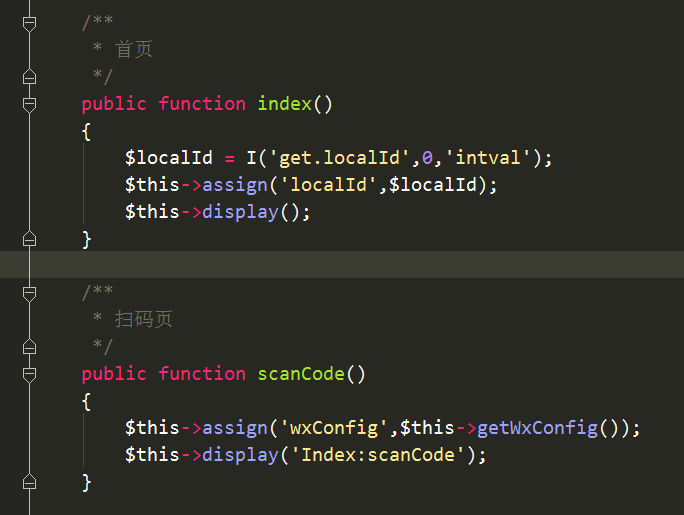 /**
* 首页
*/
public function index()
{
$localId = I('get.localId',0,'intval');
$this->assign('localId',$localId);
$this->display();
}
/**
* 扫码页
*/
public function scanCode()
{
$this->assign('wxConfig',$this->getWxConfig());
$this->display('Index:scanCode');
}